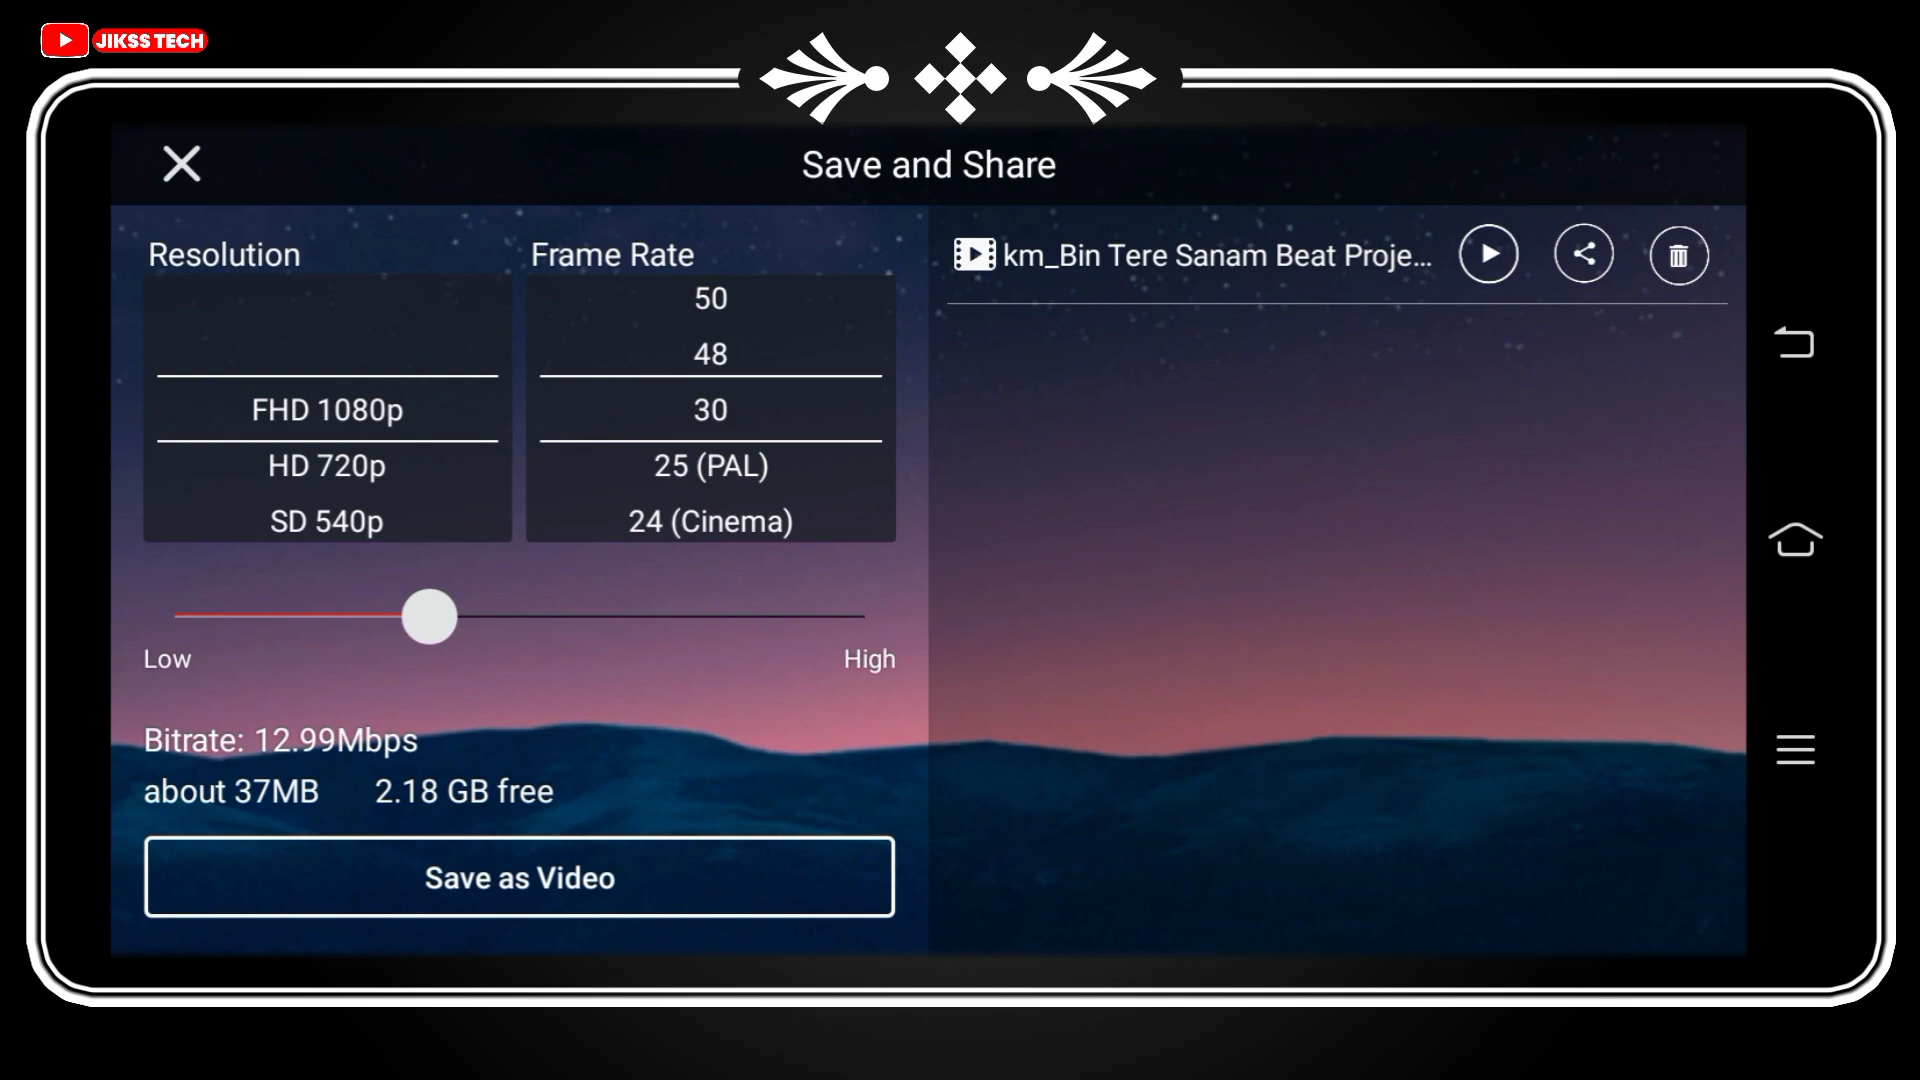 JIKSS TECH
Save and Share
Resolution
Frame Rate
FHD 1080p
HD 720p
SD 540p
50
48
30
25 (PAL)
24 (Cinema)
Low
High
Bitrate: 12.99Mbps
about 37MB 2.18 GB free
Save as Video
km_Bin Tere Sanam Beat Proje...